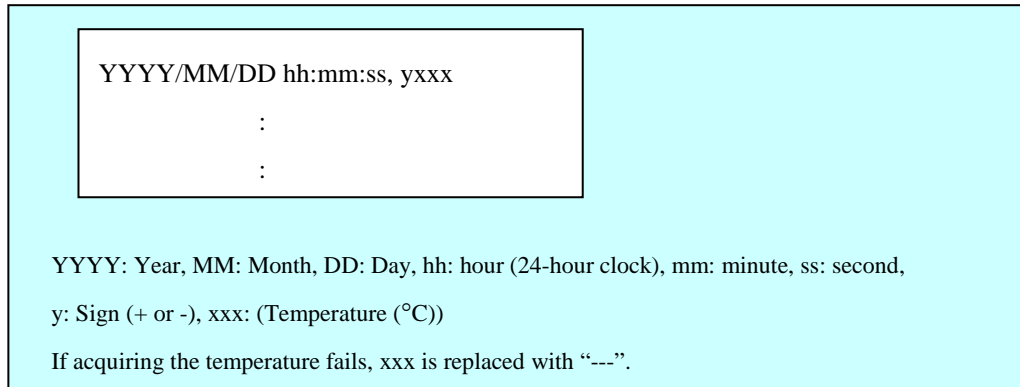 YYYY/MM/DD hh:mm:ss, yxxx
:
:
YYYY: Year, MM: Month, DD: Day, hh: hour (24-hour clock), mm: minute, ss: second,
y: Sign (+ or -), xxx: (Temperature (°C))
If acquiring the temperature fails, xxx is replaced with “---”.